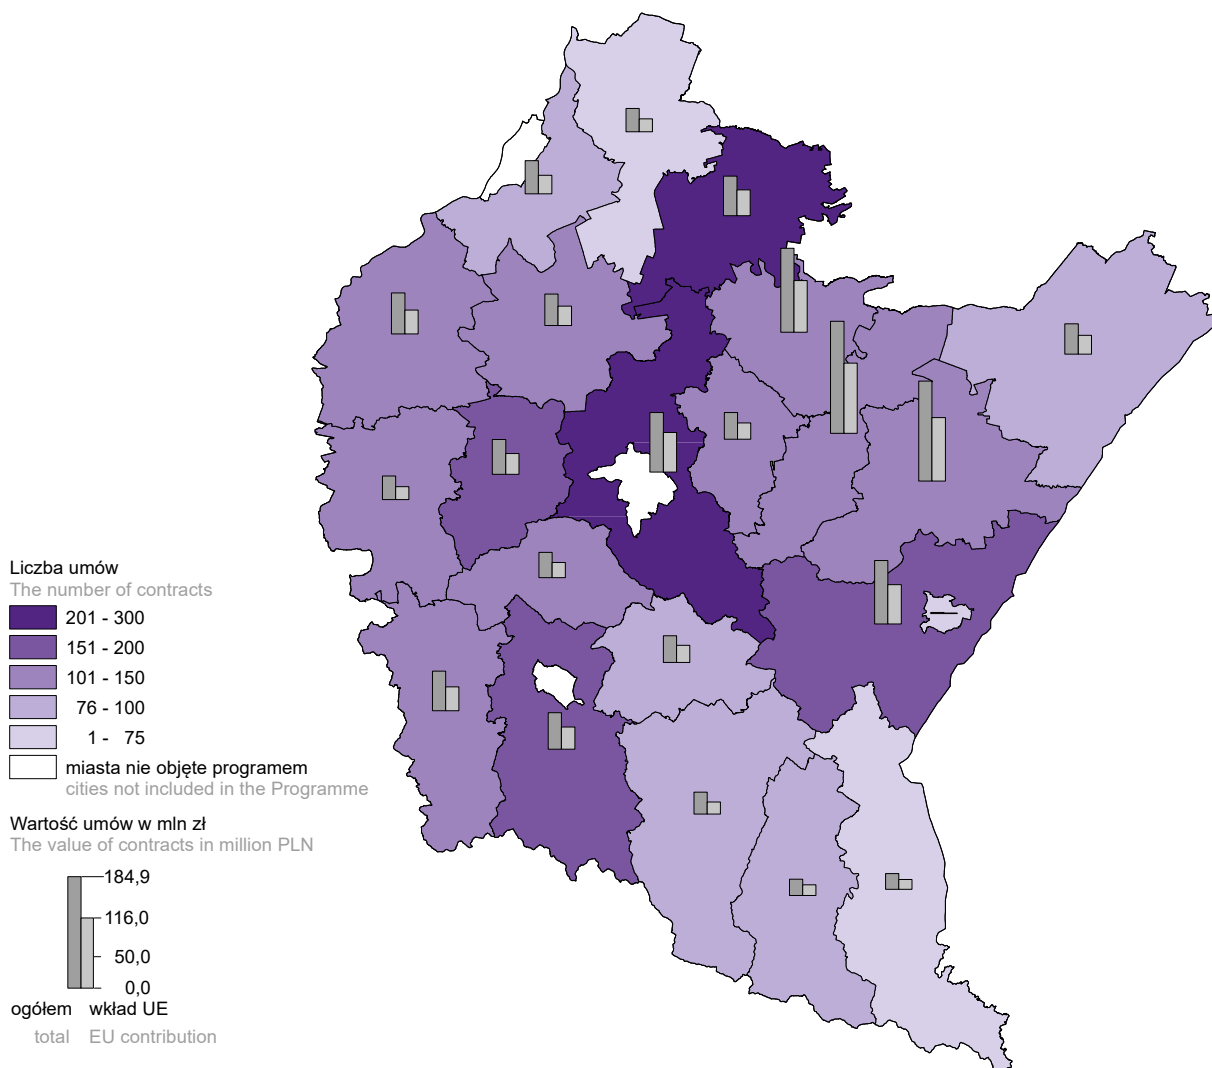 Liczba umów
The number of contracts
201 - 300
151 - 200
101 - 150
76 - 100
1 - 75
miasta nie objęte programem
cities not included in the Programme
Wartość umów w mln zł
The value of contracts in million PLN
184,9
116,0
50,0
0,0
ogółem wkład UE
total EU contribution